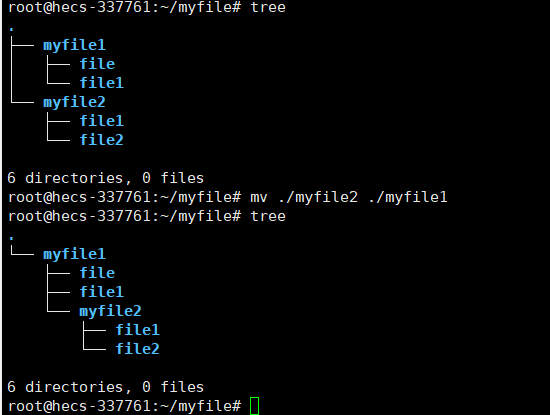 root@hecs-337761:~/myfile# tree
.
├── myfile1
│   ├── file
│   └── file1
└── myfile2
    ├── file1
    └── file2
6 directories, 0 files
root@hecs-337761:~/myfile# mv ./myfile2 ./myfile1
root@hecs-337761:~/myfile# tree
.
└── myfile1
    ├── file
    ├── file1
    └── myfile2
        ├── file1
        └── file2
6 directories, 0 files
root@hecs-337761:~/myfile#